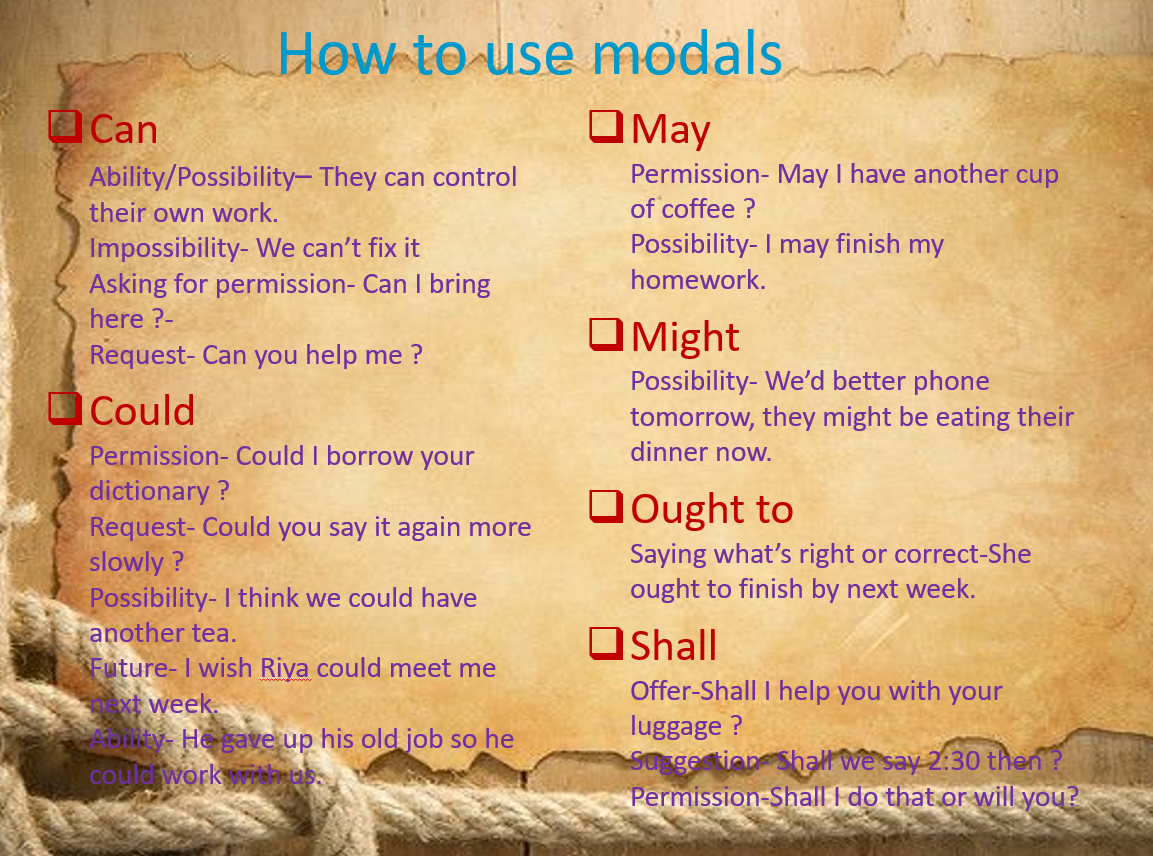 How to use modals
Can
Ability/Possibility– They can control
their own work.
Impossibility- We can’t fix it
Asking for permission- Can I bring
here ?-
Request- Can you help me ?
Could
Permission- Could I borrow your
dictionary ?
Request- Could you say it again more
slowly ?
Possibility- I think we could have
another tea.
Future- I wish Riya could meet me
next week.
Ability- He gave up his old job so he
could work with us.
May
Permission- May I have another cup
of coffee ?
Possibility- I may finish my
homework.
Might
Possibility- We’d better phone
tomorrow, they might be eating their
dinner now.
Ought to
Saying what’s right or correct-She
ought to finish by next week.
Shall
Offer-Shall I help you with your
luggage ?
Suggestion- Shall we say 2:30 then ?
Permission-Shall I do that or will you?